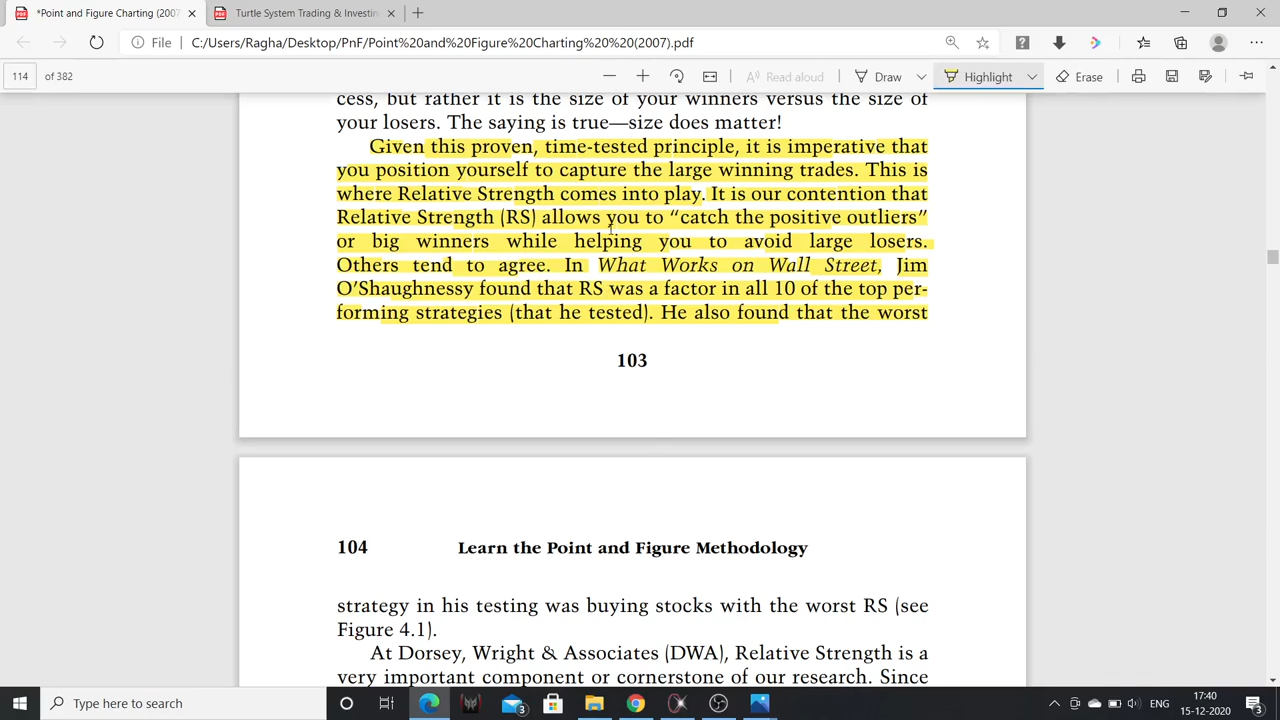 *Point and Figure Charting (2007
Turtle System Trading & Investin
File
C:/Users/Ragha/Desktop/PnF/Point%20and%20Figure%20Charting%20%20(2007).pdf
114 of 382
Read aloud
Draw
Highlight
Erase
cess, but rather it is the size of your winners versus the size of
your losers. The saying is true—size does matter!
Given this proven, time-tested principle, it is imperative that
you position yourself to capture the large winning trades. This is
where Relative Strength comes into play. It is our contention that
Relative Strength (RS) allows you to “catch the positive outliers”
or big winners while helping you to avoid large losers.
Others tend to agree. In What Works on Wall Street, Jim
O’Shaughnessy found that RS was a factor in all 10 of the top per-
forming strategies (that he tested). He also found that the worst
103
104 Learn the Point and Figure Methodology
strategy in his testing was buying stocks with the worst RS (see
Figure 4.1).
At Dorsey, Wright & Associates (DWA), Relative Strength is a
very important component or cornerstone of our research. Since
Type here to search
3
ENG
17:40
15-12-2020
3